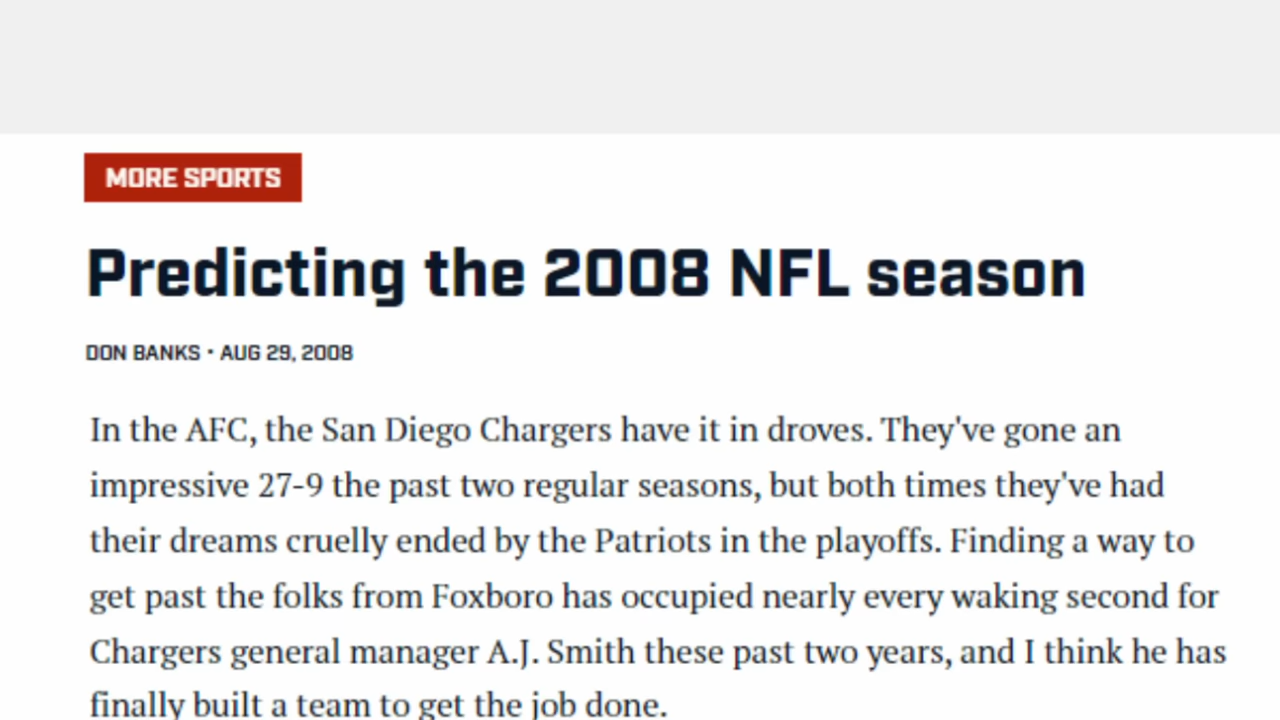 MORE SPORTS
Predicting the 2008 NFL season
DON BANKS • AUG 29, 2008
In the AFC, the San Diego Chargers have it in droves. They've gone an
impressive 27-9 the past two regular seasons, but both times they've had
their dreams cruelly ended by the Patriots in the playoffs. Finding a way to
get past the folks from Foxboro has occupied nearly every waking second for
Chargers general manager A.J. Smith these past two years, and I think he has
finally built a team to get the job done.